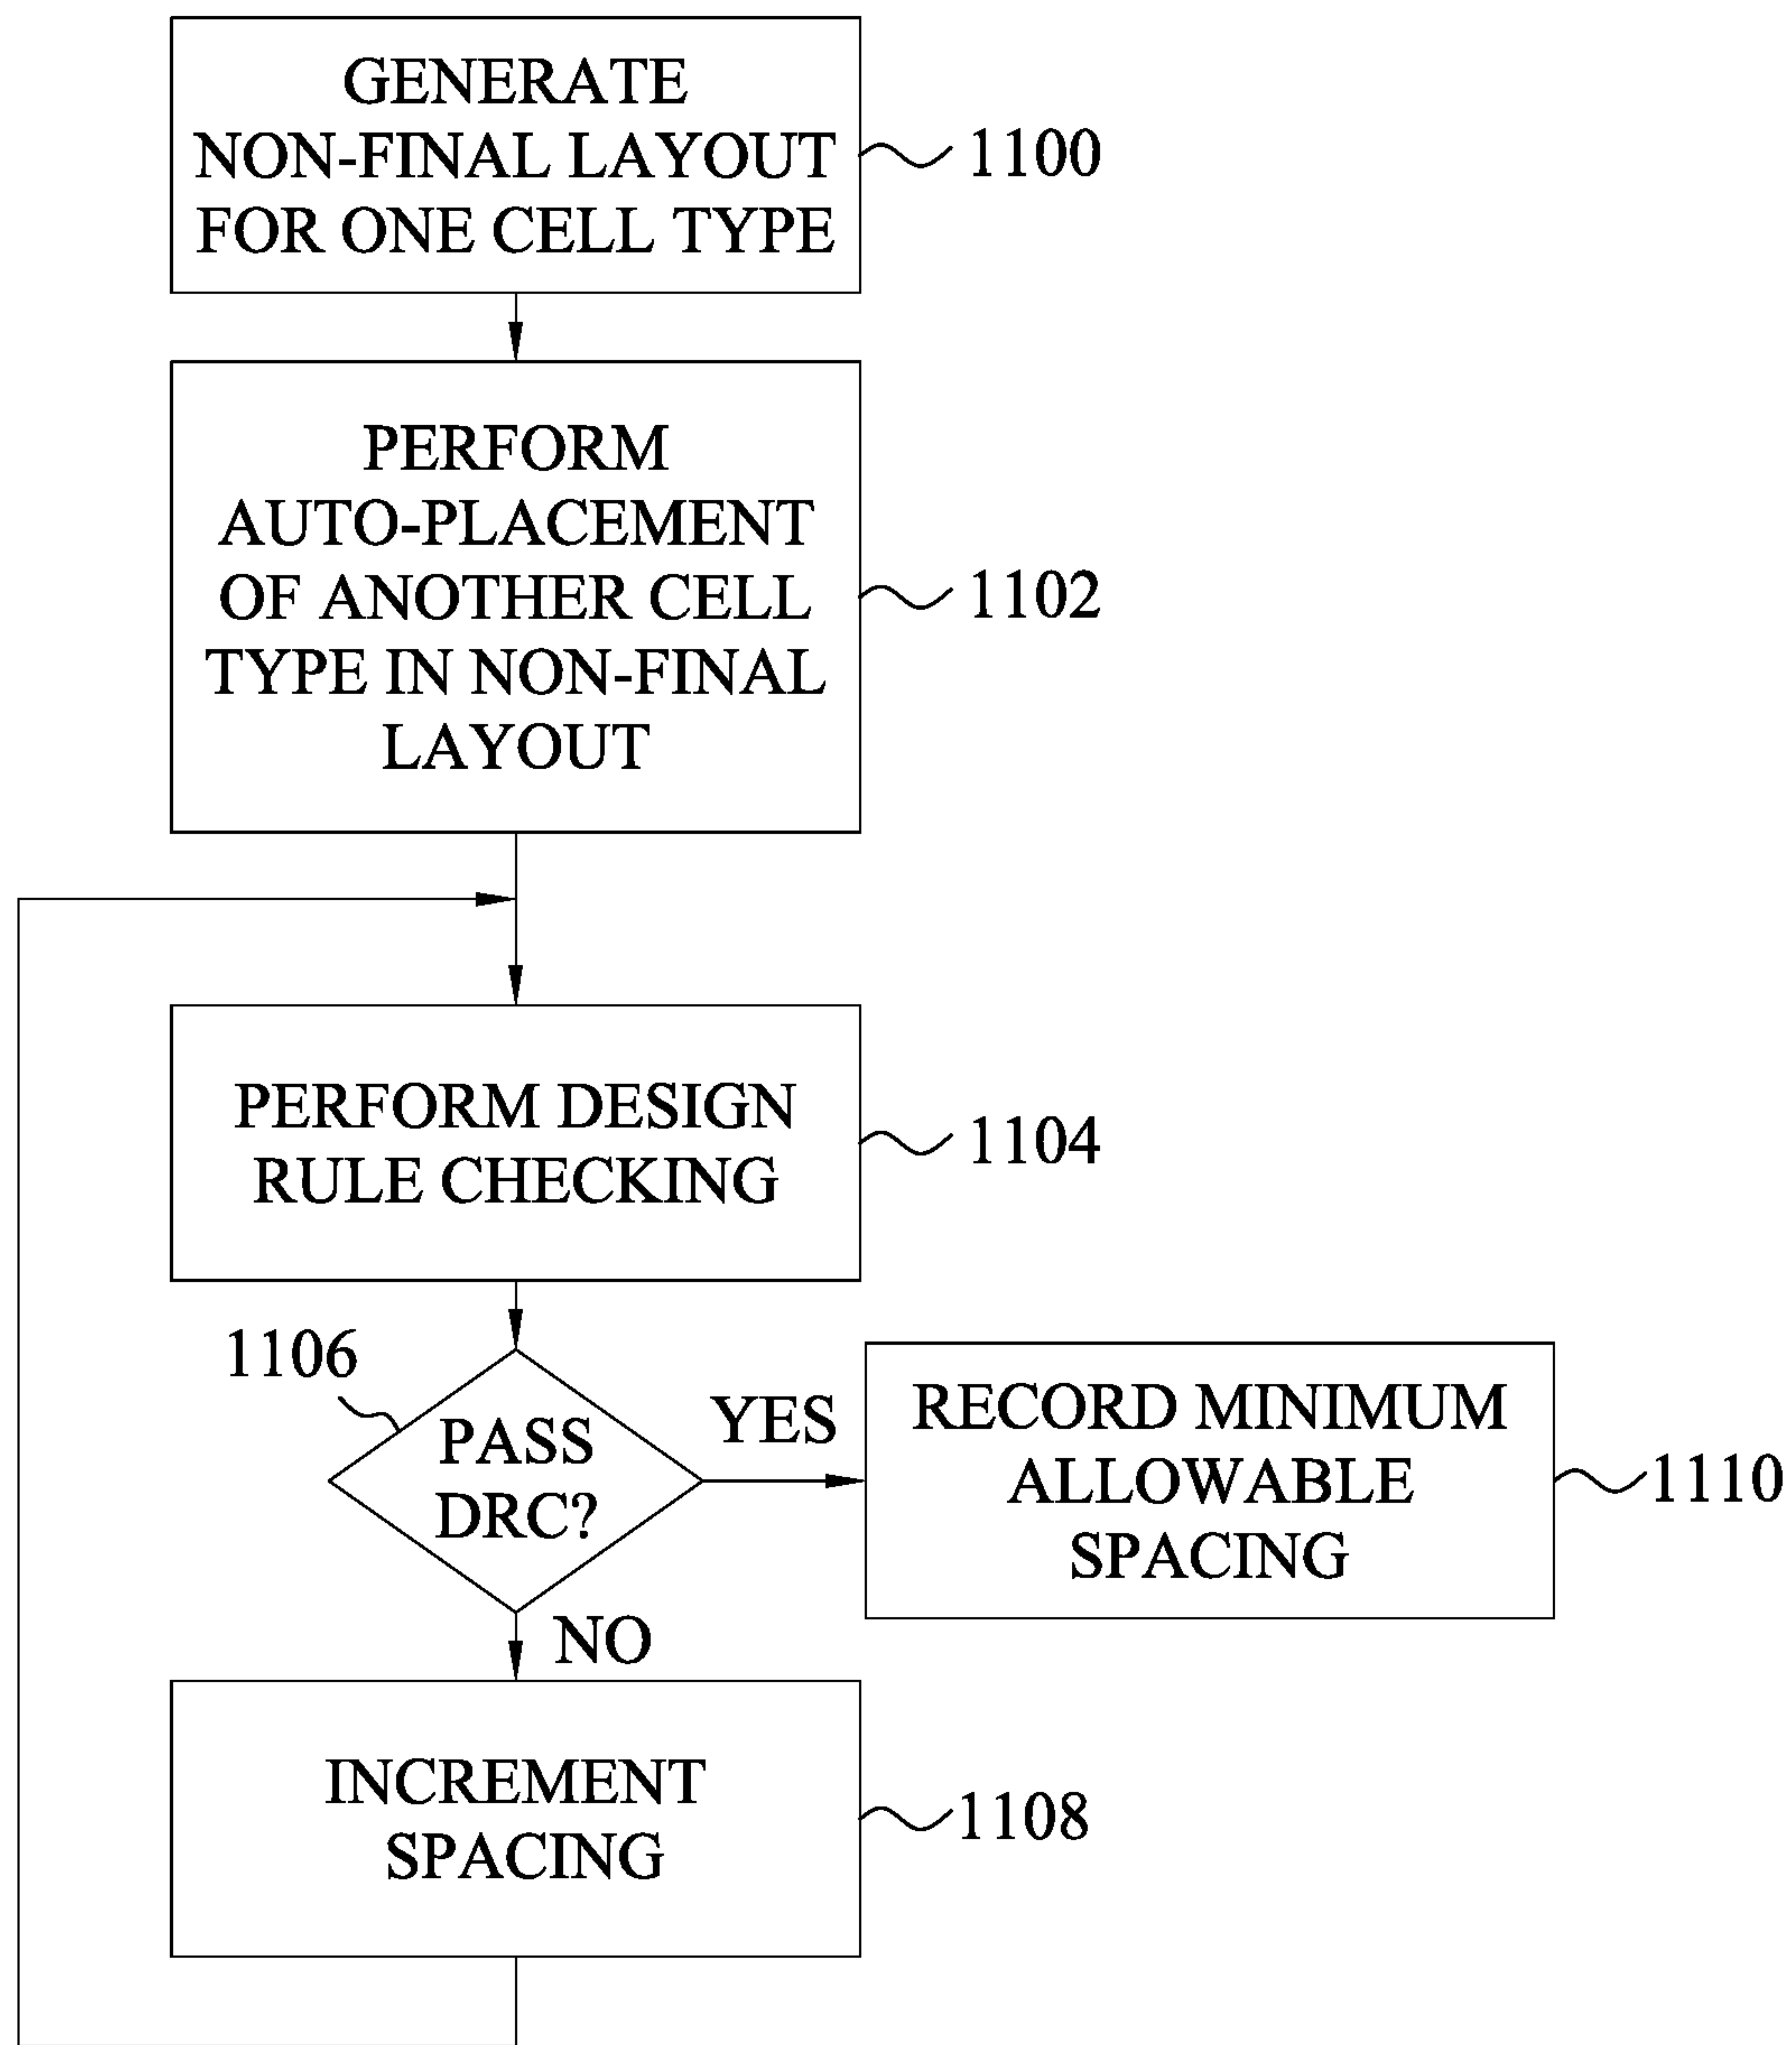 GENERATE
NON-FINAL LAYOUT
FOR ONE CELL TYPE
1100
PERFORM
AUTO-PLACEMENT
OF ANOTHER CELL
TYPE IN NON-FINAL
LAYOUT
1102
PERFORM DESIGN
RULE CHECKING
1104
1106
PASS
DRC?
YES
RECORD MINIMUM
ALLOWABLE
SPACING
1110
NO
INCREMENT
SPACING
1108